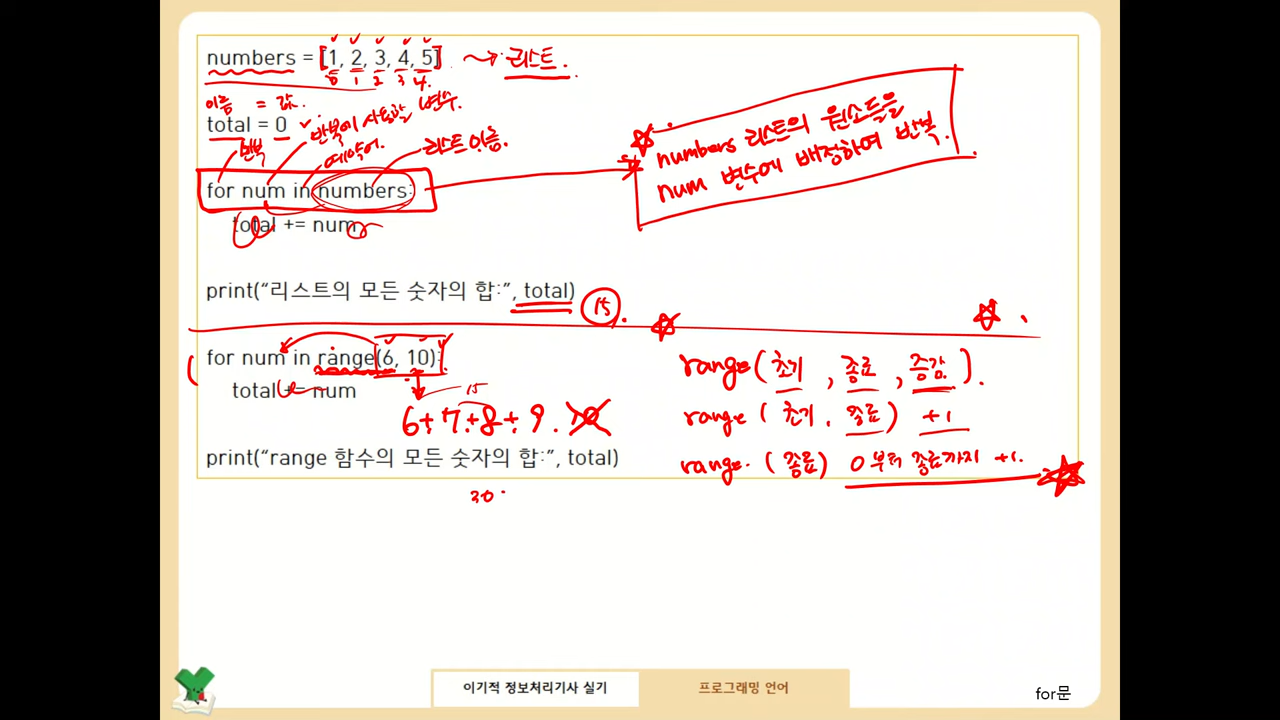 numbers = [1, 2, 3, 4, 5] → 리스트.
0 1 2 3 4
이름 = 값.
total = 0 반복에 사용할 변수.
반복 예약어. 리스트 이름.
for num in numbers:
total += num
numbers 리스트의 원소들을
num 변수에 배정하여 반복.
print(“리스트의 모든 숫자의 합:”, total) 15.
for num in range(6, 10):
total += num
15
6+7+8+9. 10
print(“range 함수의 모든 숫자의 합:”, total)
30.
range(초기, 종료, 증감).
range(초기, 종료) +1
range.(종료) 0부터 종료까지 +1.
이기적 정보처리기사 실기
프로그래밍 언어
for문